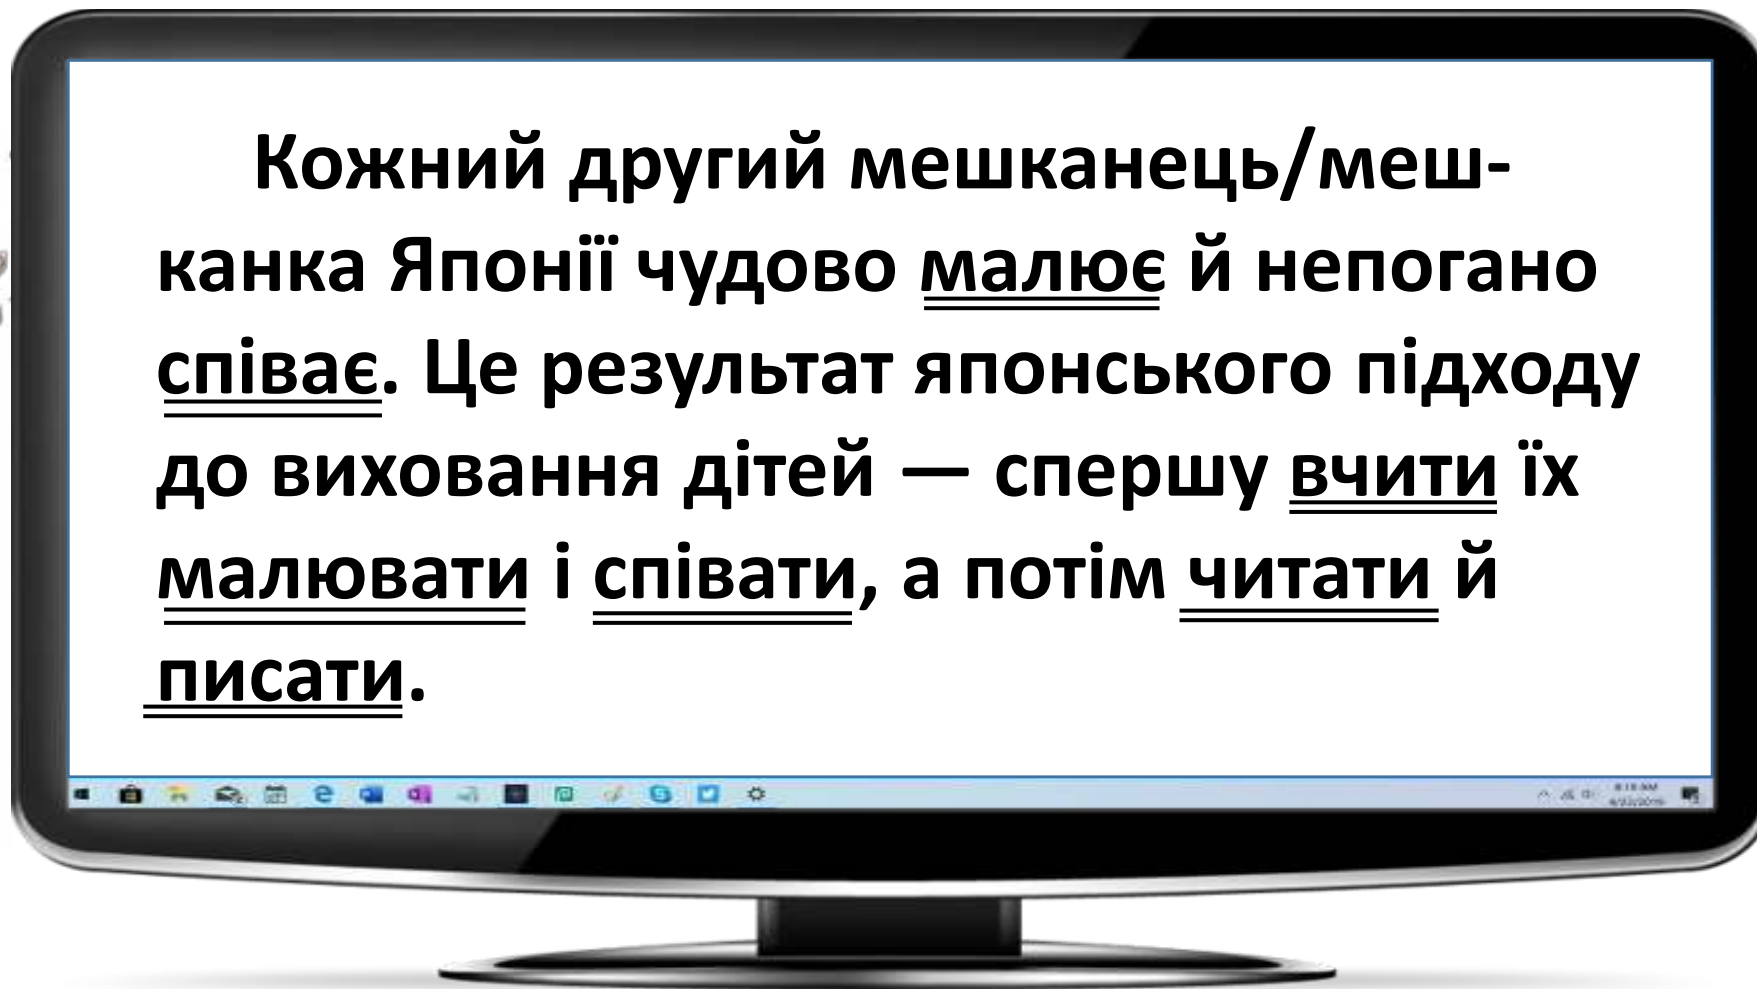 Кожний другий мешканець/меш-
канка Японії чудово малює й непогано
співає. Це результат японського підходу
до виховання дітей — спершу вчити їх
малювати і співати, а потім читати й
писати.